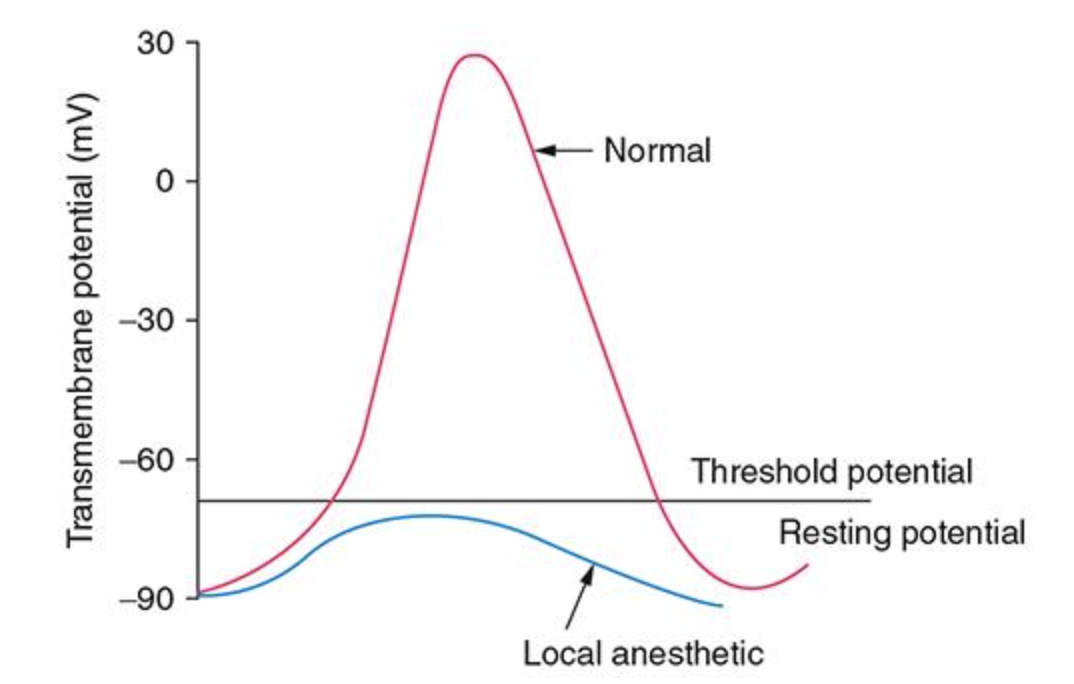 Transmembrane potential (mV)
30
0
–30
–60
–90
Normal
Threshold potential
Resting potential
Local anesthetic